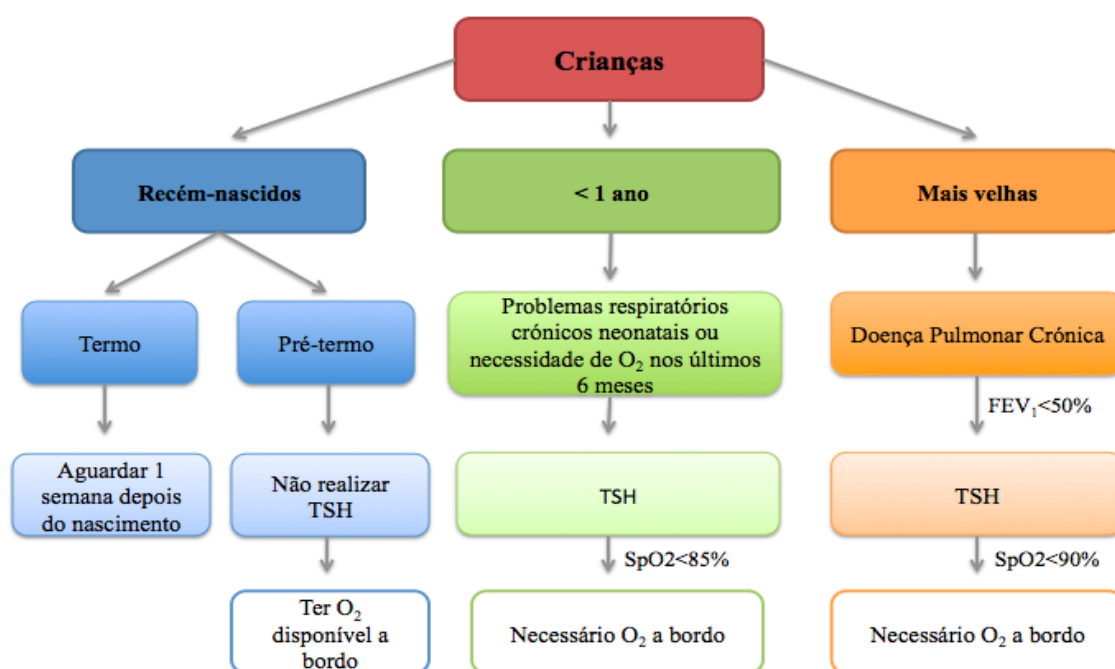 Crianças
Recém-nascidos
< 1 ano
Mais velhas
Termo
Pré-termo
Problemas respiratórios
crónicos neonatais ou
necessidade de O₂ nos últimos
6 meses
Doença Pulmonar Crónica
FEV₁<50%
Aguardar 1
semana depois
do nascimento
Não realizar
TSH
TSH
TSH
SpO2<85%
SpO2<90%
Ter O₂
disponível a
bordo
Necessário O₂ a bordo
Necessário O₂ a bordo